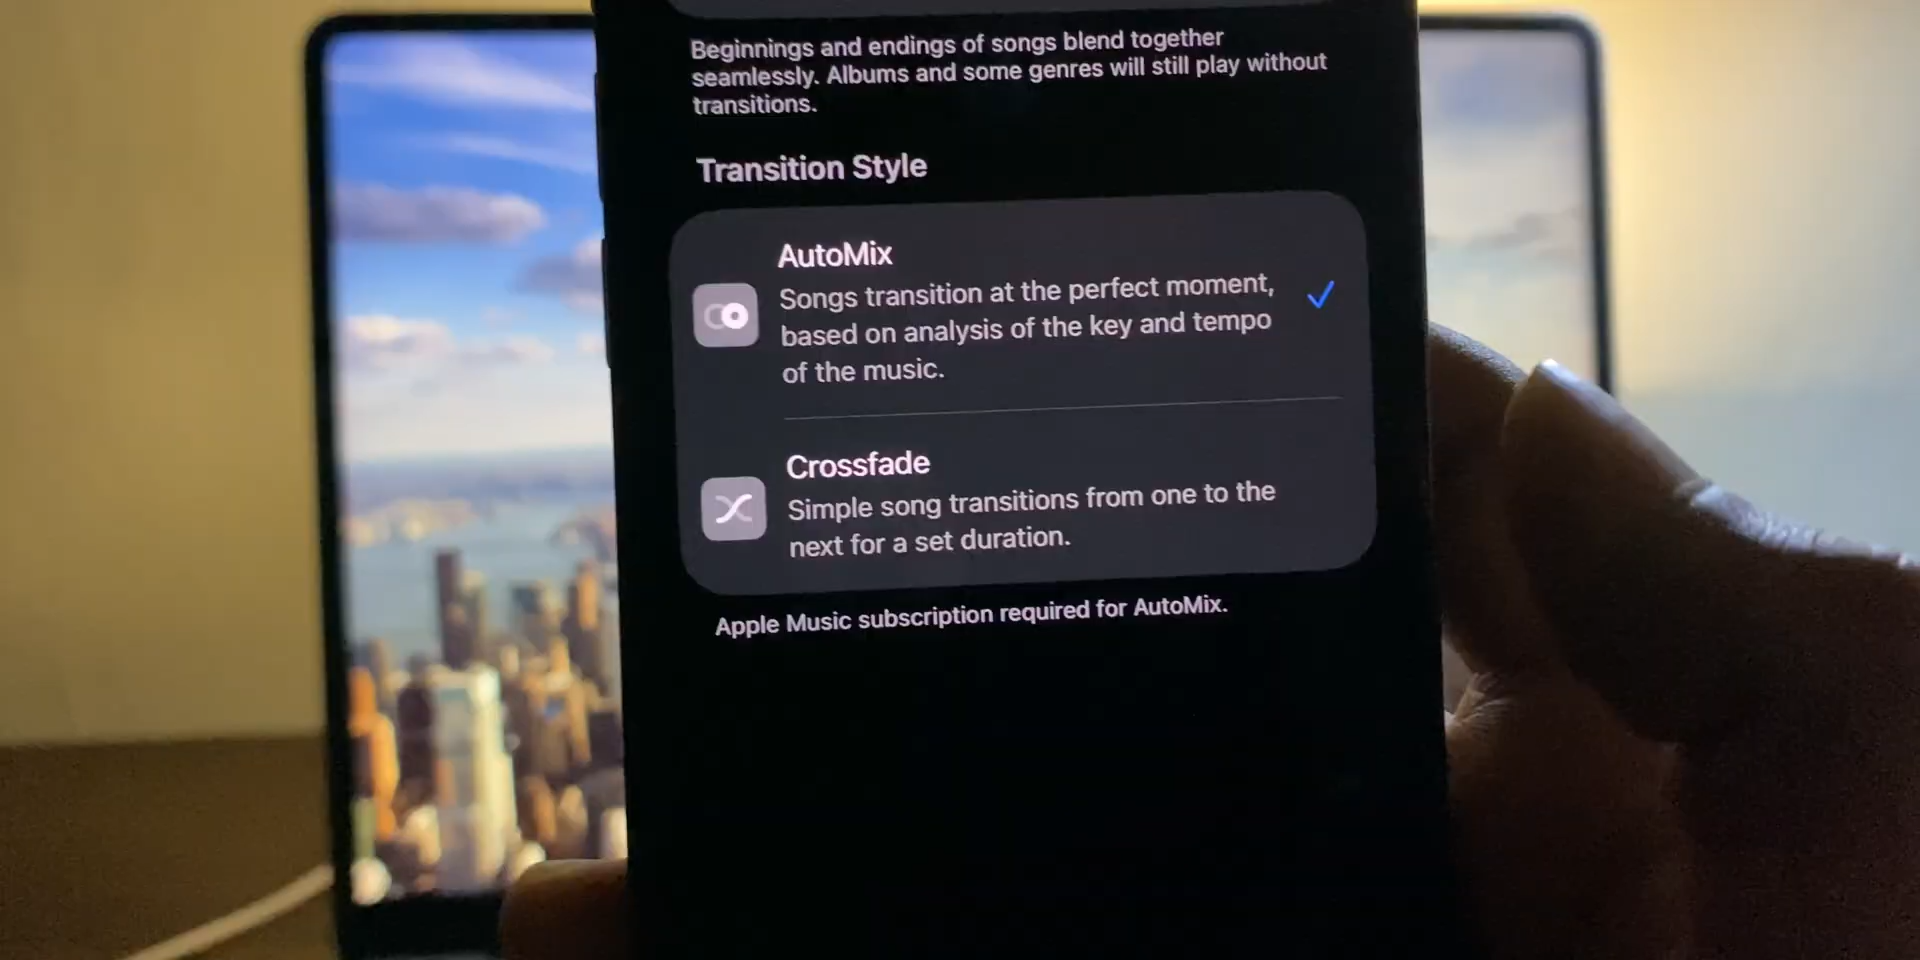 Beginnings and endings of songs blend together
seamlessly. Albums and some genres will still play without
transitions.
Transition Style
AutoMix
Songs transition at the perfect moment,
based on analysis of the key and tempo
of the music.
Crossfade
Simple song transitions from one to the
next for a set duration.
Apple Music subscription required for AutoMix.